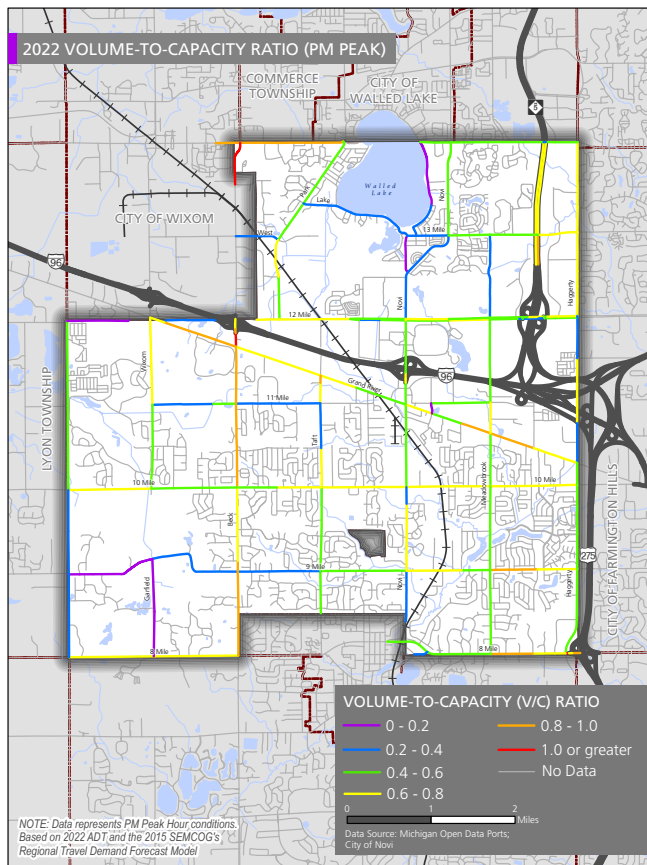 2022 VOLUME-TO-CAPACITY RATIO (PM PEAK)
COMMERCE
TOWNSHIP
CITY OF
WALLED LAKE
5
CITY OF WIXOM
Walled
Lake
Park
Lake
Novi
West
13 Mile
96
Haggerty
12 Mile
Novi
Wixom
LYON TOWNSHIP
Grand River
96
11 Mile
Taft
10 Mile
10 Mile
Meadowbrook
Beck
CITY OF FARMINGTON HILLS
275
9 Mile
Garfield
Novi
Haggerty
8 Mile
8 Mile
VOLUME-TO-CAPACITY (V/C) RATIO
0 - 0.2
0.2 - 0.4
0.4 - 0.6
0.6 - 0.8
0.8 - 1.0
1.0 or greater
No Data
0 1 2
Miles
Data Source: Michigan Open Data Ports;
City of Novi
NOTE: Data represents PM Peak Hour conditions.
Based on 2022 ADT and the 2015 SEMCOG's
Regional Travel Demand Forecast Model